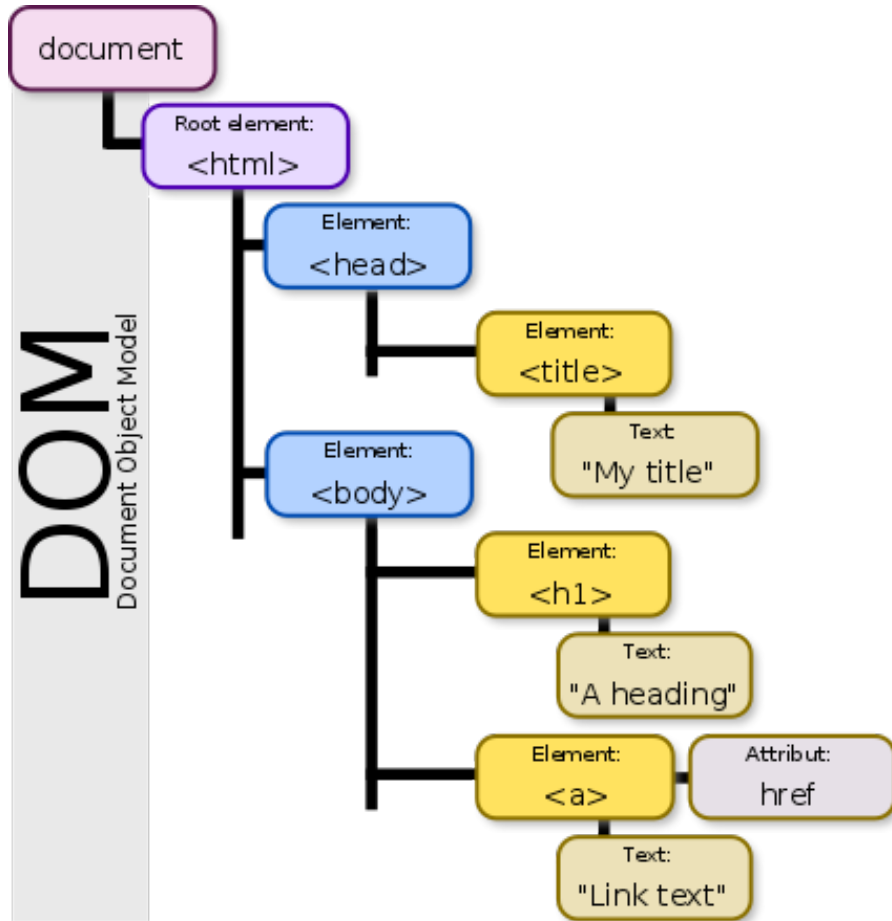 document
Root element:
<html>
Element:
<head>
Element:
<title>
Text
"My title"
Element:
<body>
Element:
<h1>
Text:
"A heading"
Element:
<a>
Attribut:
href
Text:
"Link text"
DOM
Document Object Model